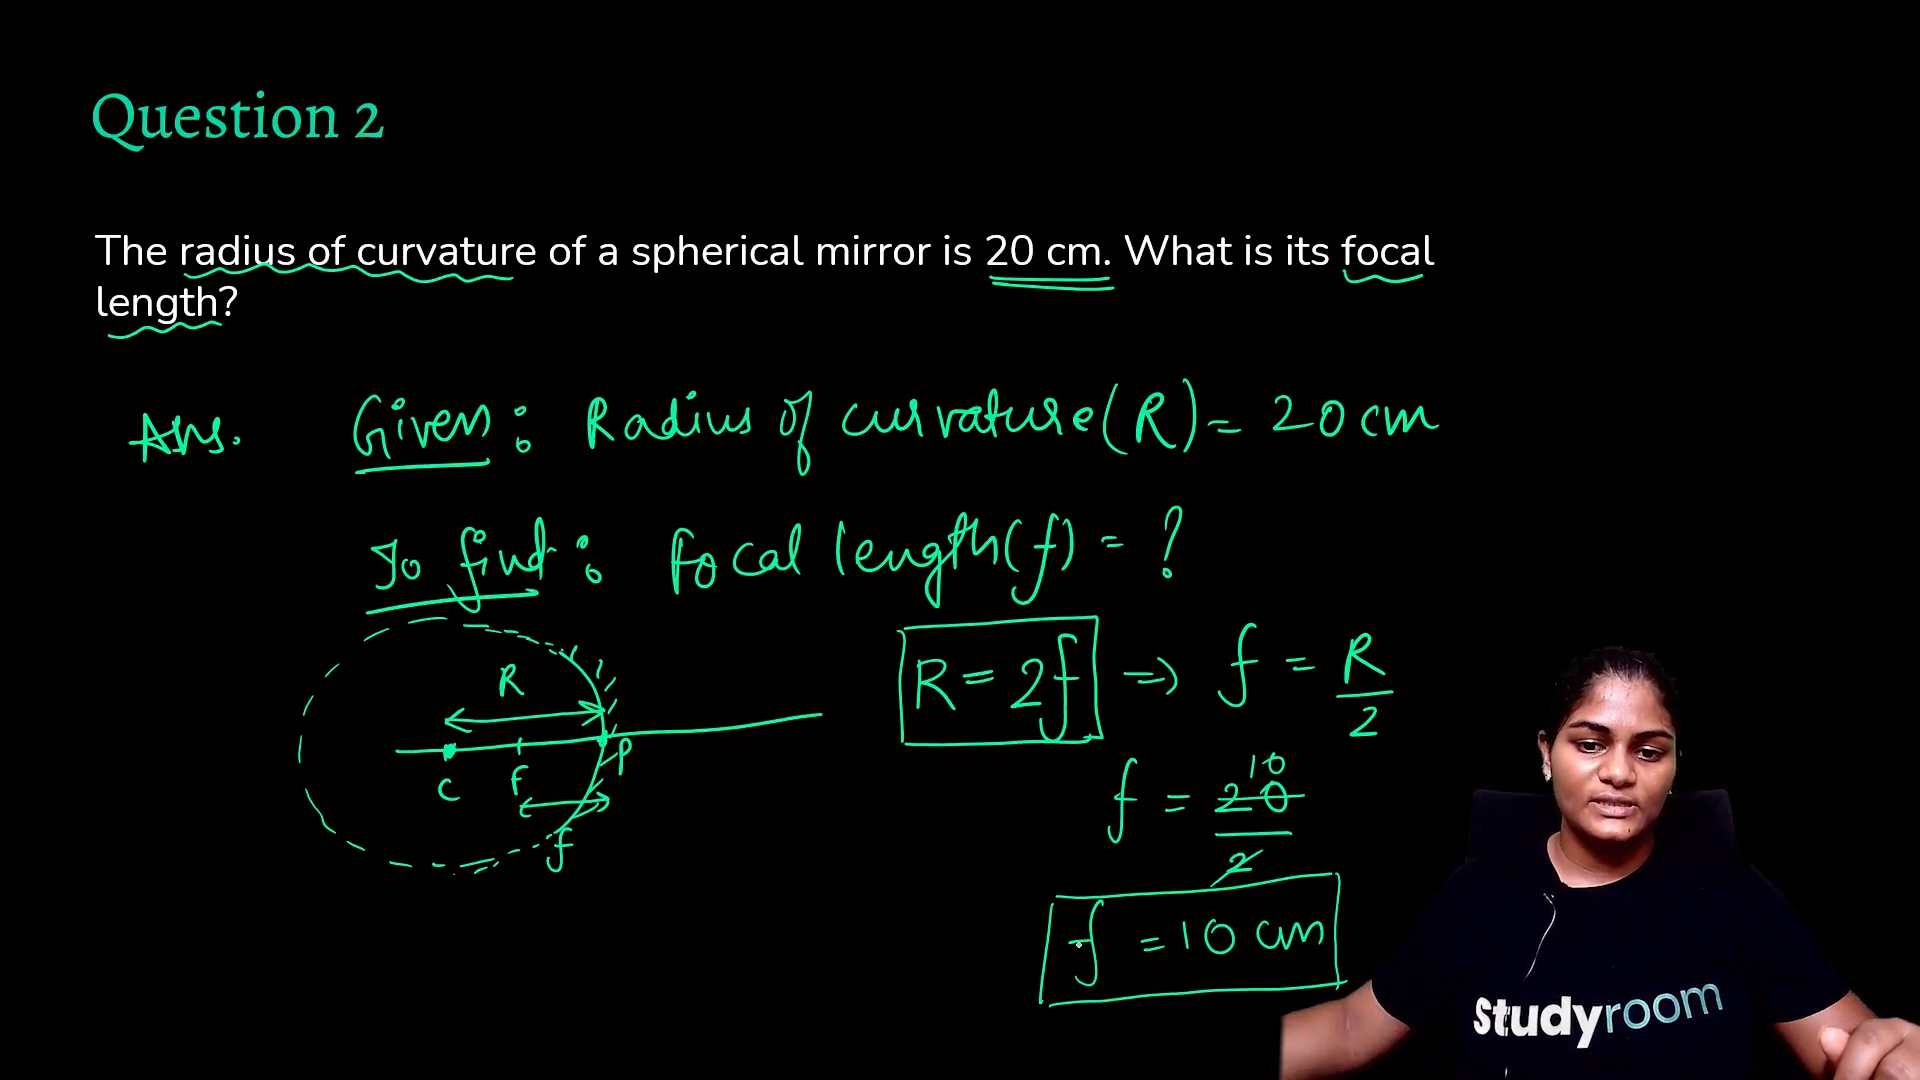 Question 2
The radius of curvature of a spherical mirror is 20 cm. What is its focal
length?
Ans. Given: Radius of curvature (R) = 20 cm
To find: focal length (f) = ?
R
C F P
f
R = 2f => f = R/2
f = 20/2 10
f = 10 cm
Studyroom